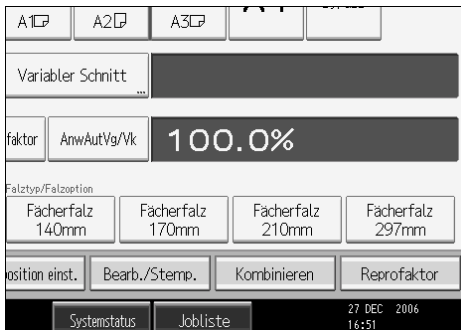 A1 A2 A3
Variabler Schnitt
...
faktor AnwAutVg/Vk 100.0%
Falztyp/Falzoption
Fächerfalz Fächerfalz Fächerfalz Fächerfalz
140mm 170mm 210mm 297mm
osition einst. Bearb./Stemp. Kombinieren Reprofaktor
Systemstatus Jobliste 27 DEC 2006
16:51